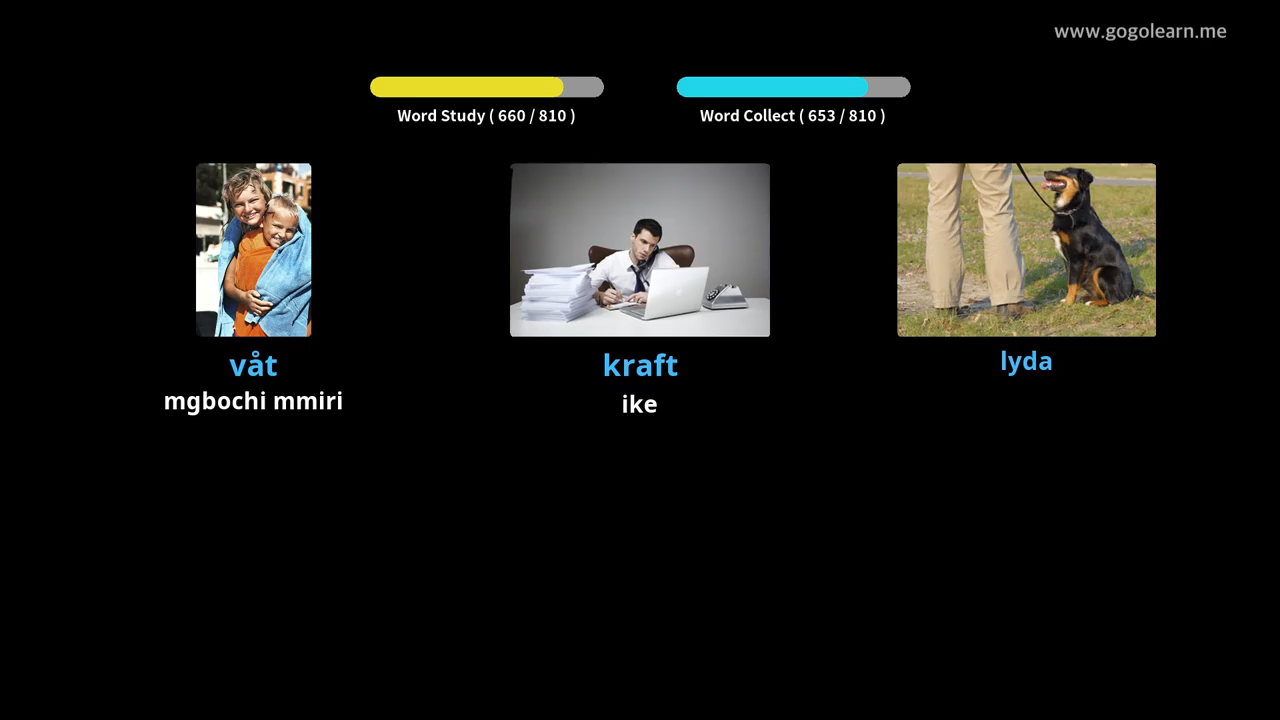 www.gogolearn.me
Word Study ( 660 / 810 )
Word Collect ( 653 / 810 )
våt
mgbochi mmiri
kraft
ike
lyda